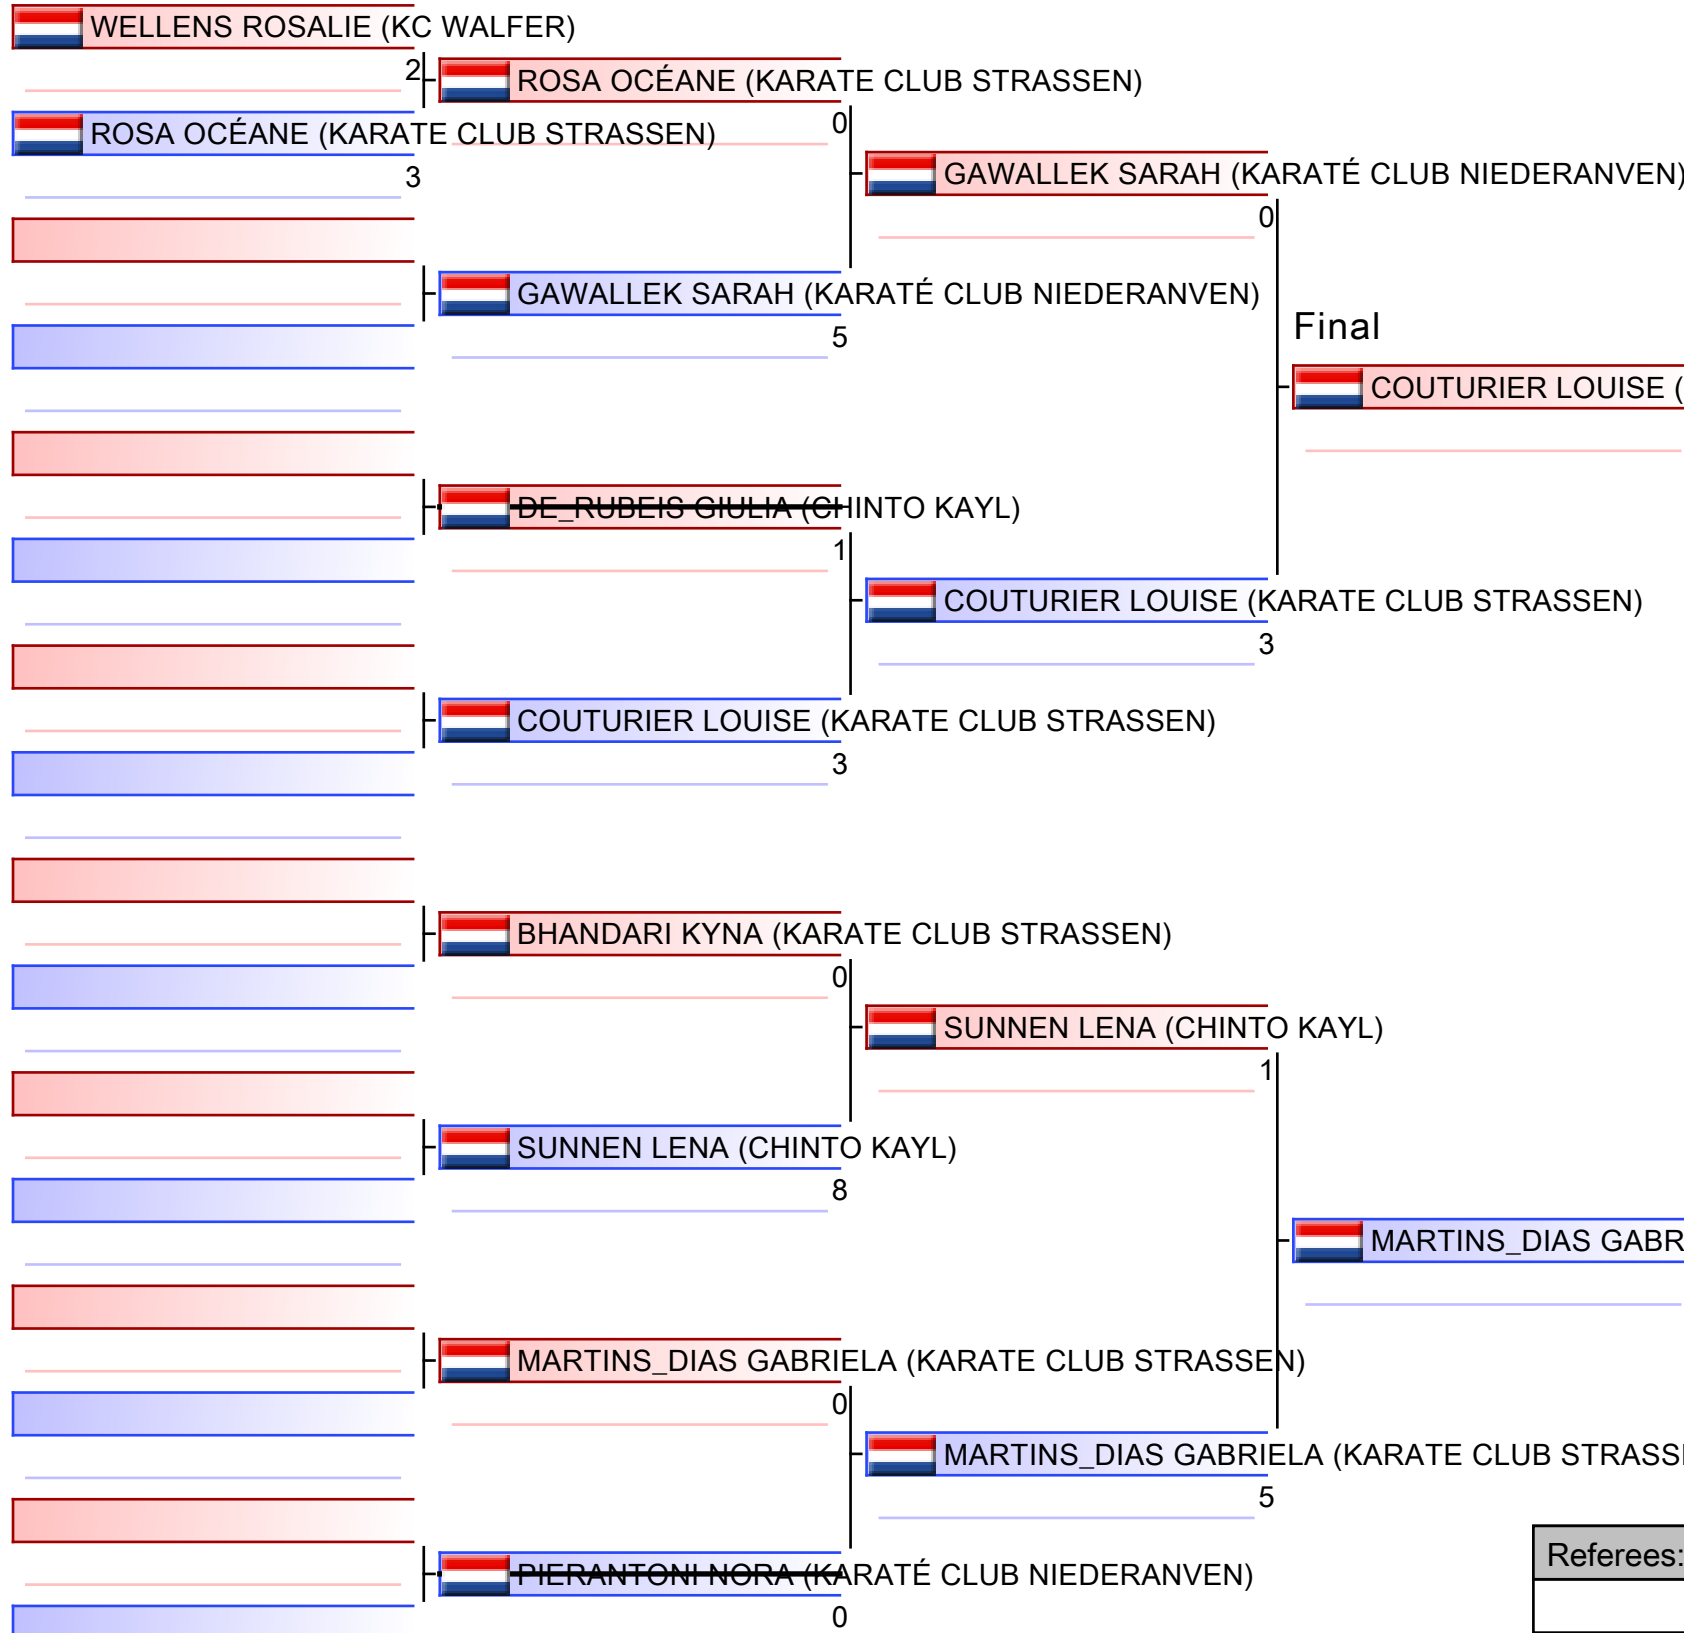 WELLENS ROSALIE (KC WALFER)
2
ROSA OCÉANE (KARATE CLUB STRASSEN)
0
ROSA OCÉANE (KARATE CLUB STRASSEN)
3
GAWALLEK SARAH (KARATÉ CLUB NIEDERANVEN)
0
GAWALLEK SARAH (KARATÉ CLUB NIEDERANVEN)
5
Final
COUTURIER LOUISE (
DE_RUBEIS GIULIA (CHINTO KAYL)
1
COUTURIER LOUISE (KARATE CLUB STRASSEN)
3
COUTURIER LOUISE (KARATE CLUB STRASSEN)
3
BHANDARI KYNA (KARATE CLUB STRASSEN)
0
SUNNEN LENA (CHINTO KAYL)
1
SUNNEN LENA (CHINTO KAYL)
8
MARTINS_DIAS GABR
MARTINS_DIAS GABRIELA (KARATE CLUB STRASSEN)
0
MARTINS_DIAS GABRIELA (KARATE CLUB STRASS
5
Referees:
PIERANTONI NORA (KARATÉ CLUB NIEDERANVEN)
0